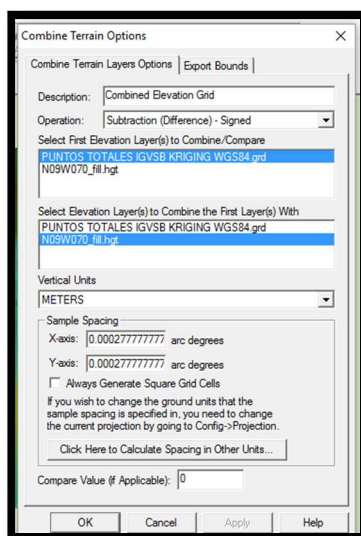 Combine Terrain Options
Combine Terrain Layers Options Export Bounds
Description: Combined Elevation Grid
Operation: Subtraction (Difference) - Signed
Select First Elevation Layer(s) to Combine/Compare
PUNTOS TOTALES IGVSB KRIGING WGS84.grd
N09W070_fill.hgt
Select Elevation Layer(s) to Combine the First Layer(s) With
PUNTOS TOTALES IGVSB KRIGING WGS84.grd
N09W070_fill.hgt
Vertical Units
METERS
Sample Spacing
X-axis: 0.000277777777 arc degrees
Y-axis: 0.000277777777 arc degrees
Always Generate Square Grid Cells
If you wish to change the ground units that the
sample spacing is specified in, you need to change
the current projection by going to Config->Projection.
Click Here to Calculate Spacing in Other Units...
Compare Value (if Applicable): 0
OK Cancel Apply Help